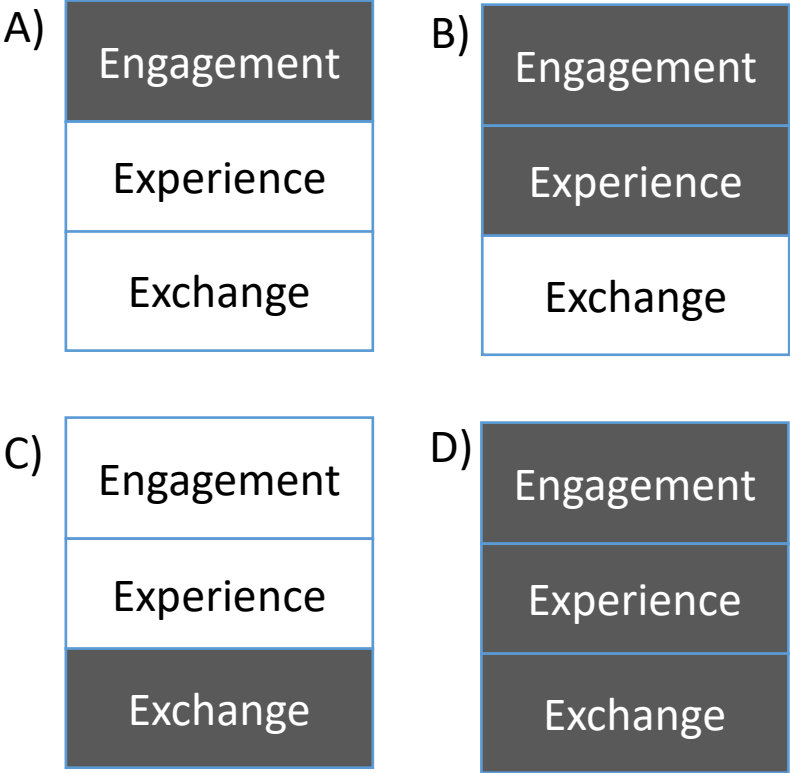 A)
Engagement
Experience
Exchange
B)
Engagement
Experience
Exchange
C)
Engagement
Experience
Exchange
D)
Engagement
Experience
Exchange